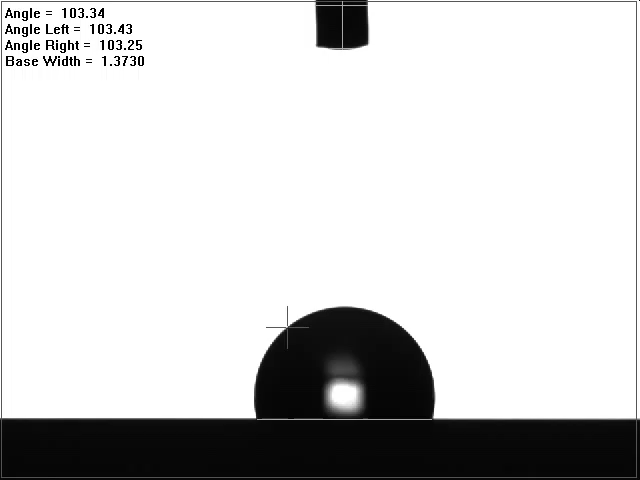 Angle = 103.34
Angle Left = 103.43
Angle Right = 103.25
Base Width = 1.3730